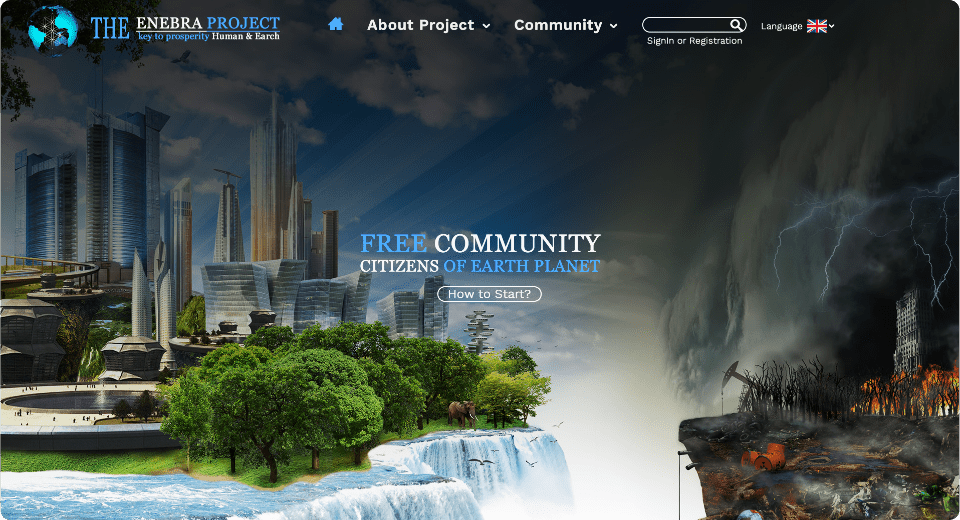 THE ENEBRA PROJECT
key to prosperity Human & Earch
About Project
Community
SignIn or Registration
Language
FREE COMMUNITY
CITIZENS OF EARTH PLANET
How to Start?